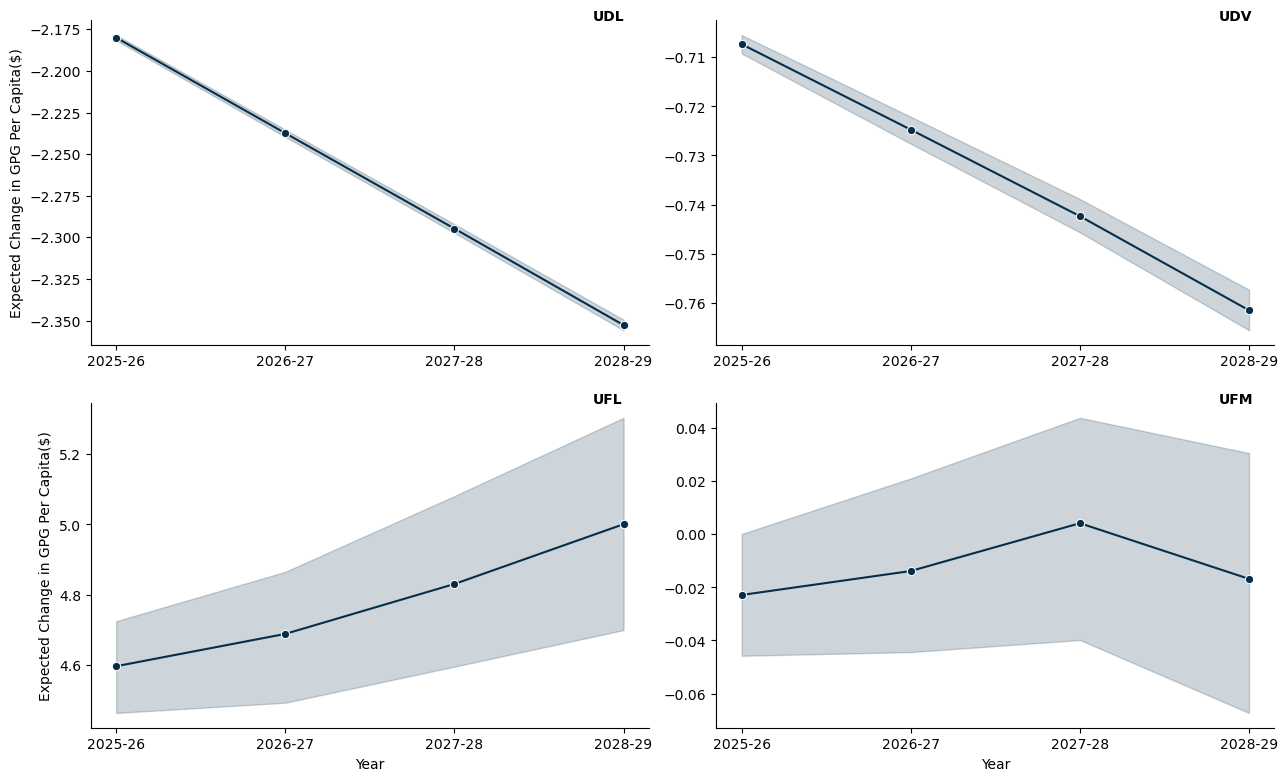 UDL
Expected Change in GPG Per Capita($)
−2.175
−2.200
−2.225
−2.250
−2.275
−2.300
−2.325
−2.350
2025-26 2026-27 2027-28 2028-29
UDV
−0.71
−0.72
−0.73
−0.74
−0.75
−0.76
2025-26 2026-27 2027-28 2028-29
UFL
Expected Change in GPG Per Capita($)
5.2
5.0
4.8
4.6
2025-26 2026-27 2027-28 2028-29
Year
UFM
0.04
0.02
0.00
−0.02
−0.04
−0.06
2025-26 2026-27 2027-28 2028-29
Year